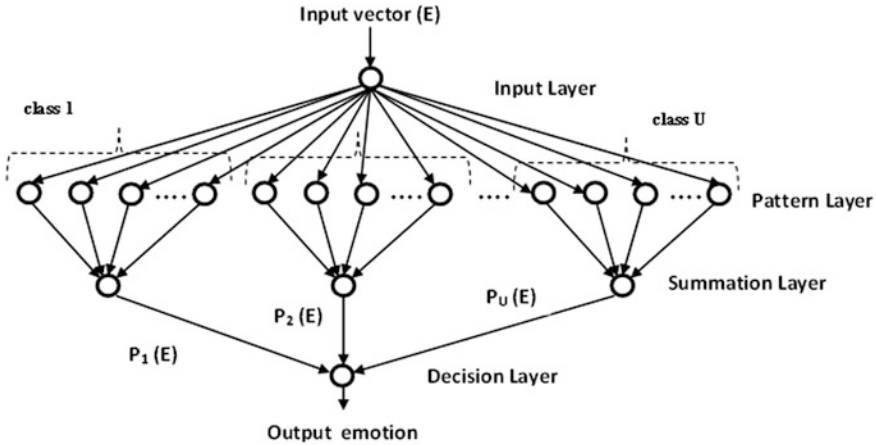 Input vector (E)
Input Layer
class 1
class U
Pattern Layer
Summation Layer
P₁ (E)
P₂ (E)
Pᵤ (E)
Decision Layer
Output emotion